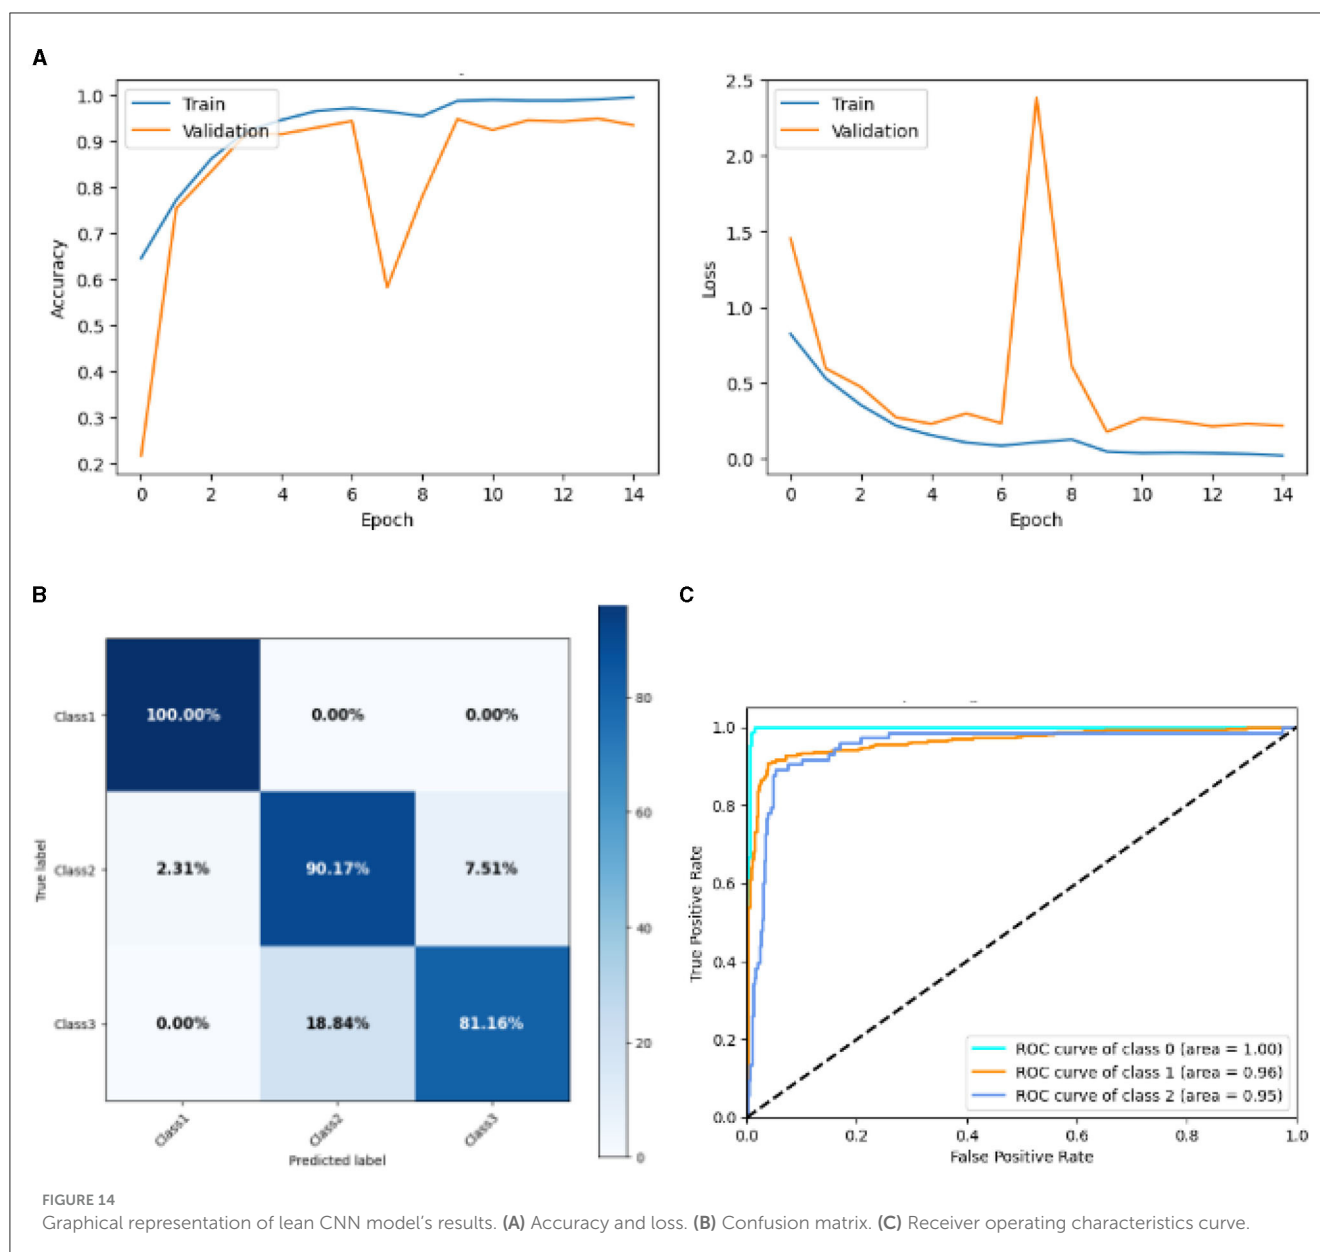 A
1.0
0.9
0.8
0.7
0.6
0.5
0.4
0.3
0.2
Accuracy
Train
Validation
0 2 4 6 8 10 12 14
Epoch
2.5
2.0
1.5
1.0
0.5
0.0
Loss
Train
Validation
0 2 4 6 8 10 12 14
Epoch
B
True label
Class1
100.00% 0.00% 0.00%
Class2
2.31% 90.17% 7.51%
Class3
0.00% 18.84% 81.16%
Class1 Class2 Class3
Predicted label
80
60
40
20
0
C
1.0
0.8
0.6
0.4
0.2
0.0
True Positive Rate
ROC curve of class 0 (area = 1.00)
ROC curve of class 1 (area = 0.96)
ROC curve of class 2 (area = 0.95)
0.0 0.2 0.4 0.6 0.8 1.0
False Positive Rate
FIGURE 14
Graphical representation of lean CNN model's results. (A) Accuracy and loss. (B) Confusion matrix. (C) Receiver operating characteristics curve.